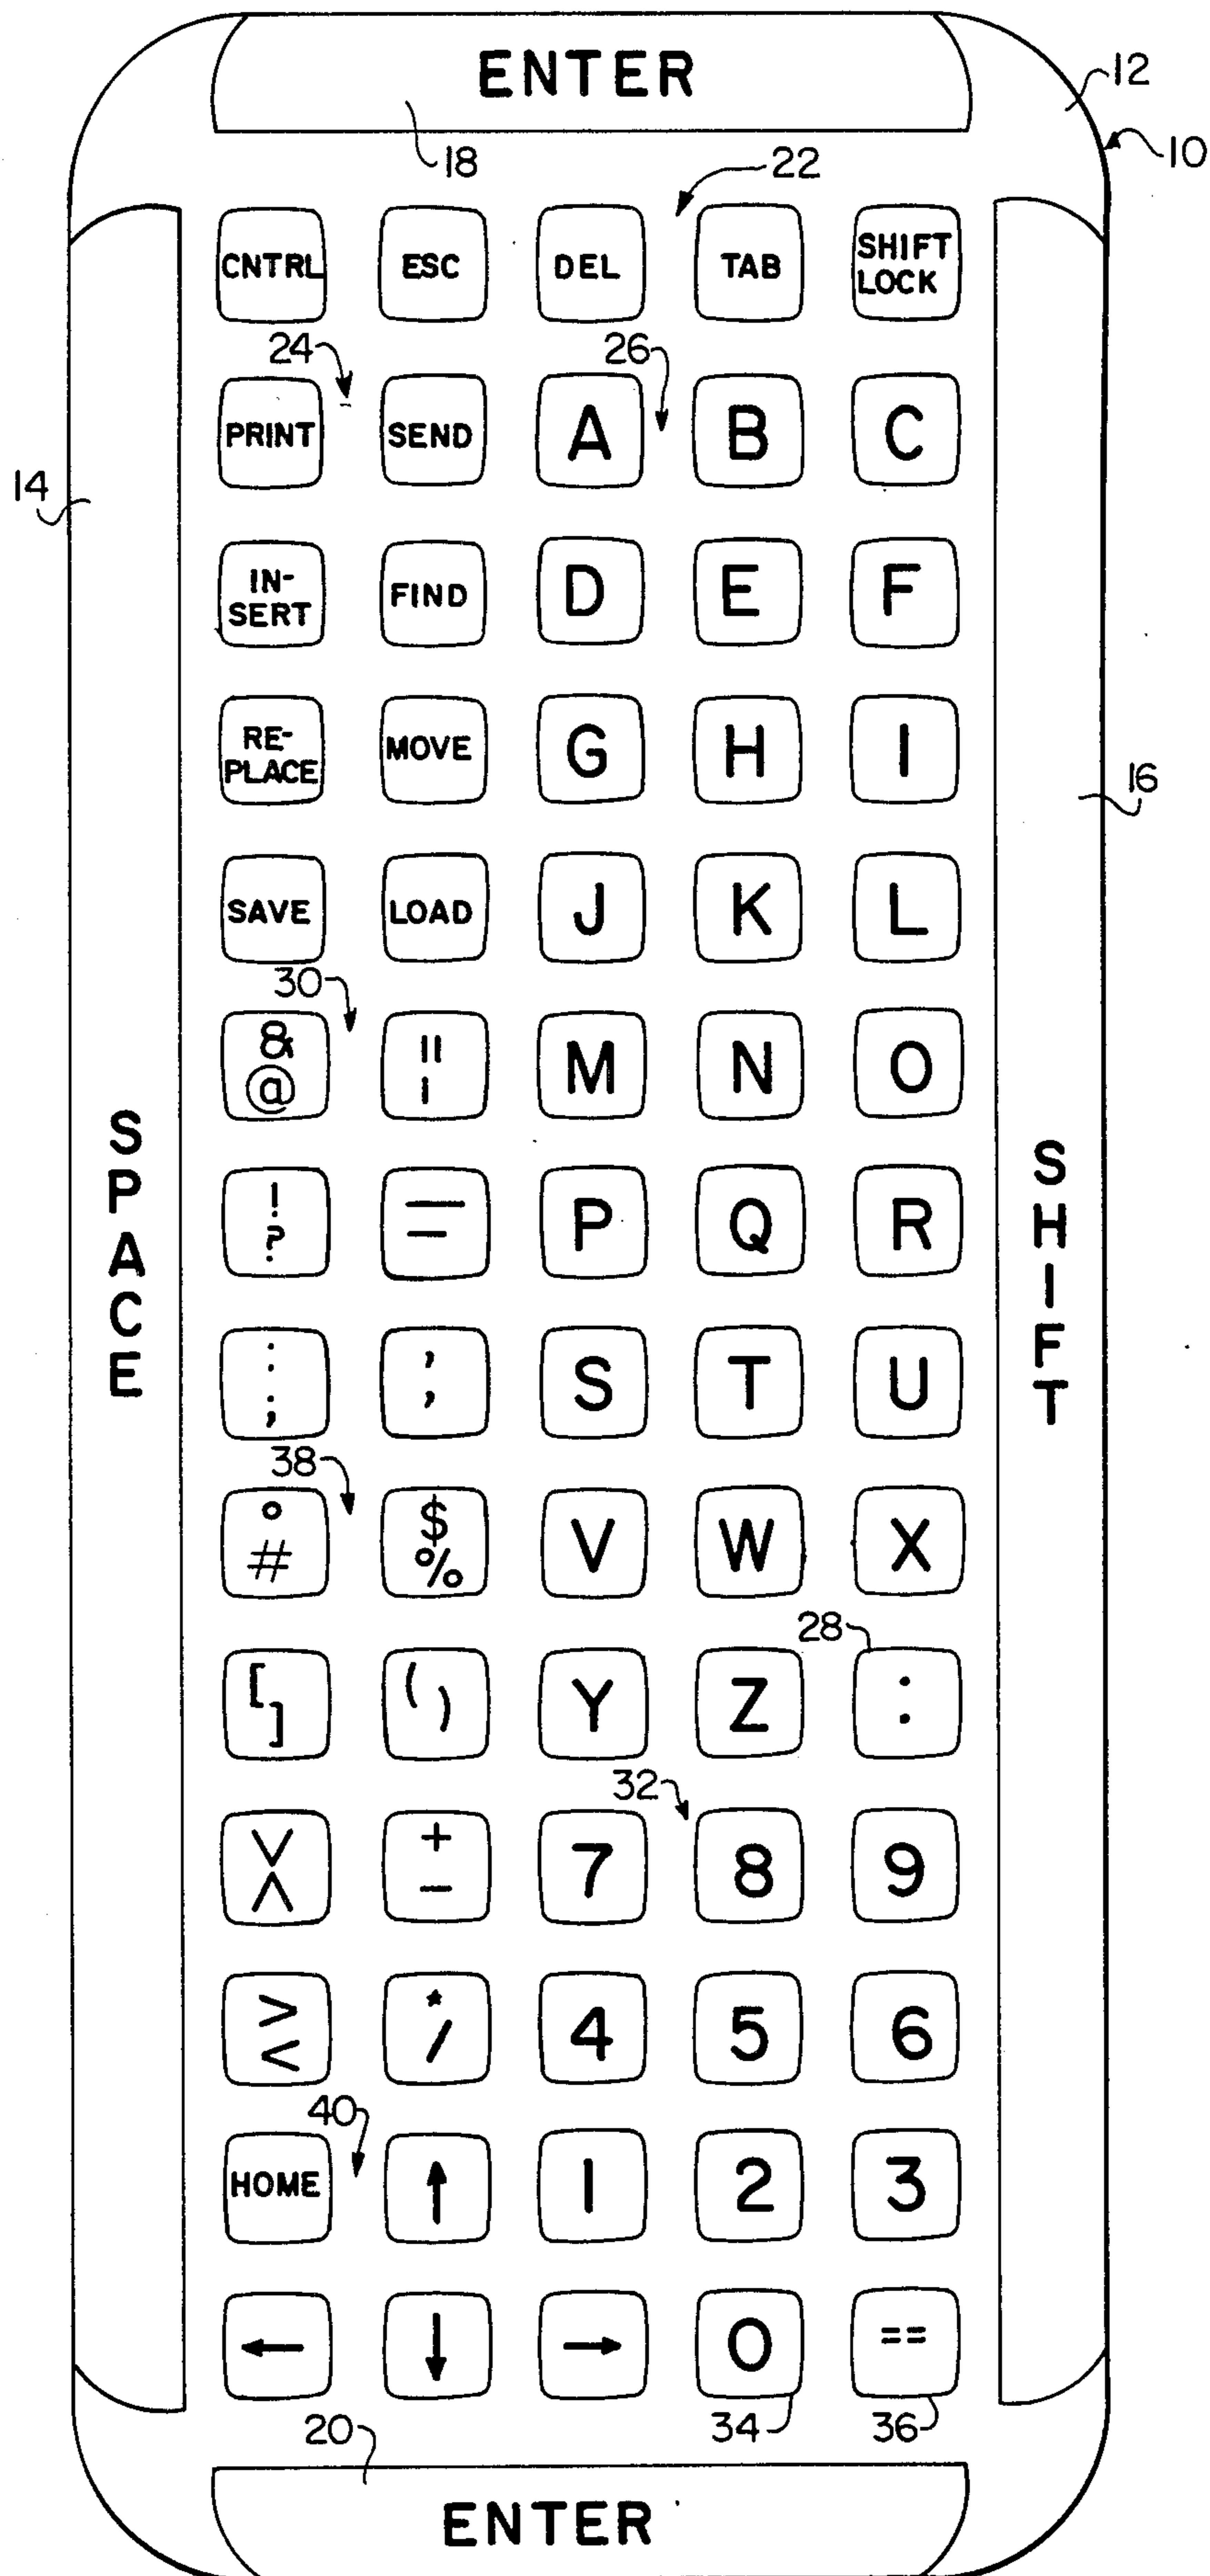 ENTER
12
10
18
22
CNTRL ESC DEL TAB SHIFT LOCK
24 26
PRINT SEND A B C
14
IN-SERT FIND D E F
RE-PLACE MOVE G H I
16
SAVE LOAD J K L
30
& @ " ' M N O
SPACE
SHIFT
! ? — – P Q R
: ; ’ , S T U
38
° # $ % V W X
28
[ ] ( ) Y Z :
32
∨ ∧ + – 7 8 9
> < * / 4 5 6
40
HOME ↑ 1 2 3
← ↓ → 0 ==
20 34 36
ENTER